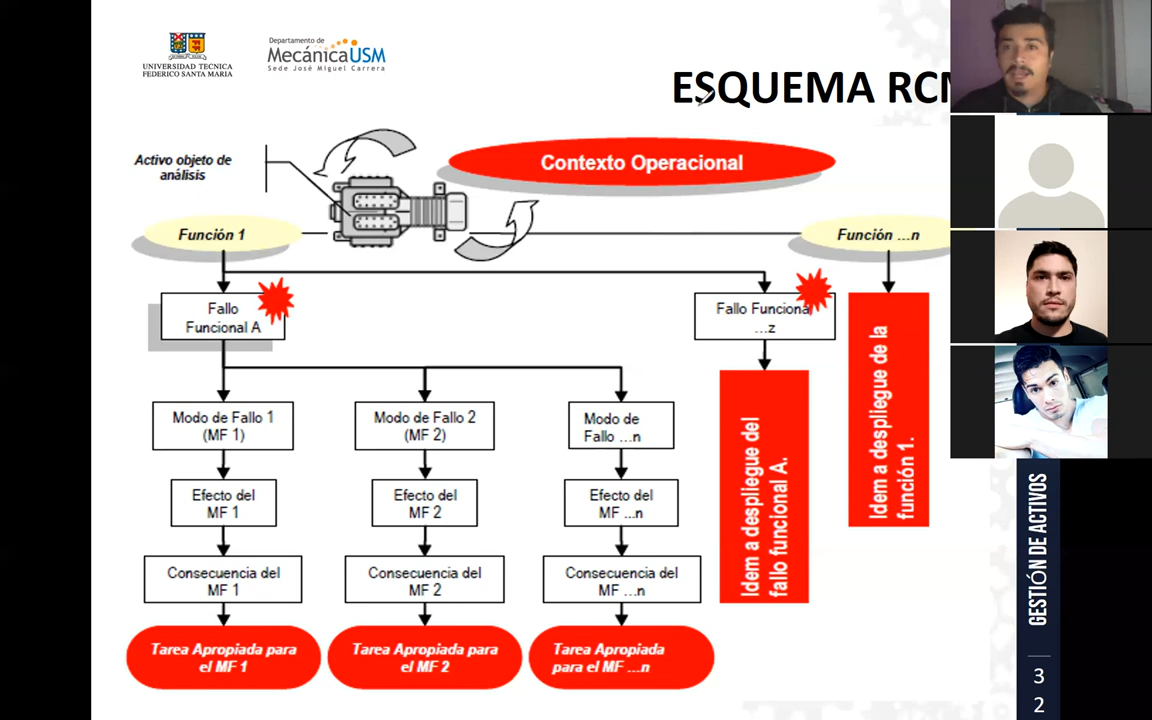 UNIVERSIDAD TECNICA
FEDERICO SANTA MARIA
Departamento de
MecánicaUSM
Sede José Miguel Carrera
ESQUEMA RCM
Activo objeto de
análisis
Contexto Operacional
Función 1
Función ...n
Fallo
Funcional A
Fallo Funciona
...z
Modo de Fallo 1
(MF 1)
Modo de Fallo 2
(MF 2)
Modo de
Fallo ...n
Efecto del
MF 1
Efecto del
MF 2
Efecto del
MF ...n
Consecuencia del
MF 1
Consecuencia del
MF 2
Consecuencia del
MF ...n
Tarea Apropiada para
el MF 1
Tarea Apropiada para
el MF 2
Tarea Apropiada
para el MF ...n
Idem a despliegue del
fallo funcional A.
Idem a despliegue de la
función 1.
GESTIÓN DE ACTIVOS
3
2